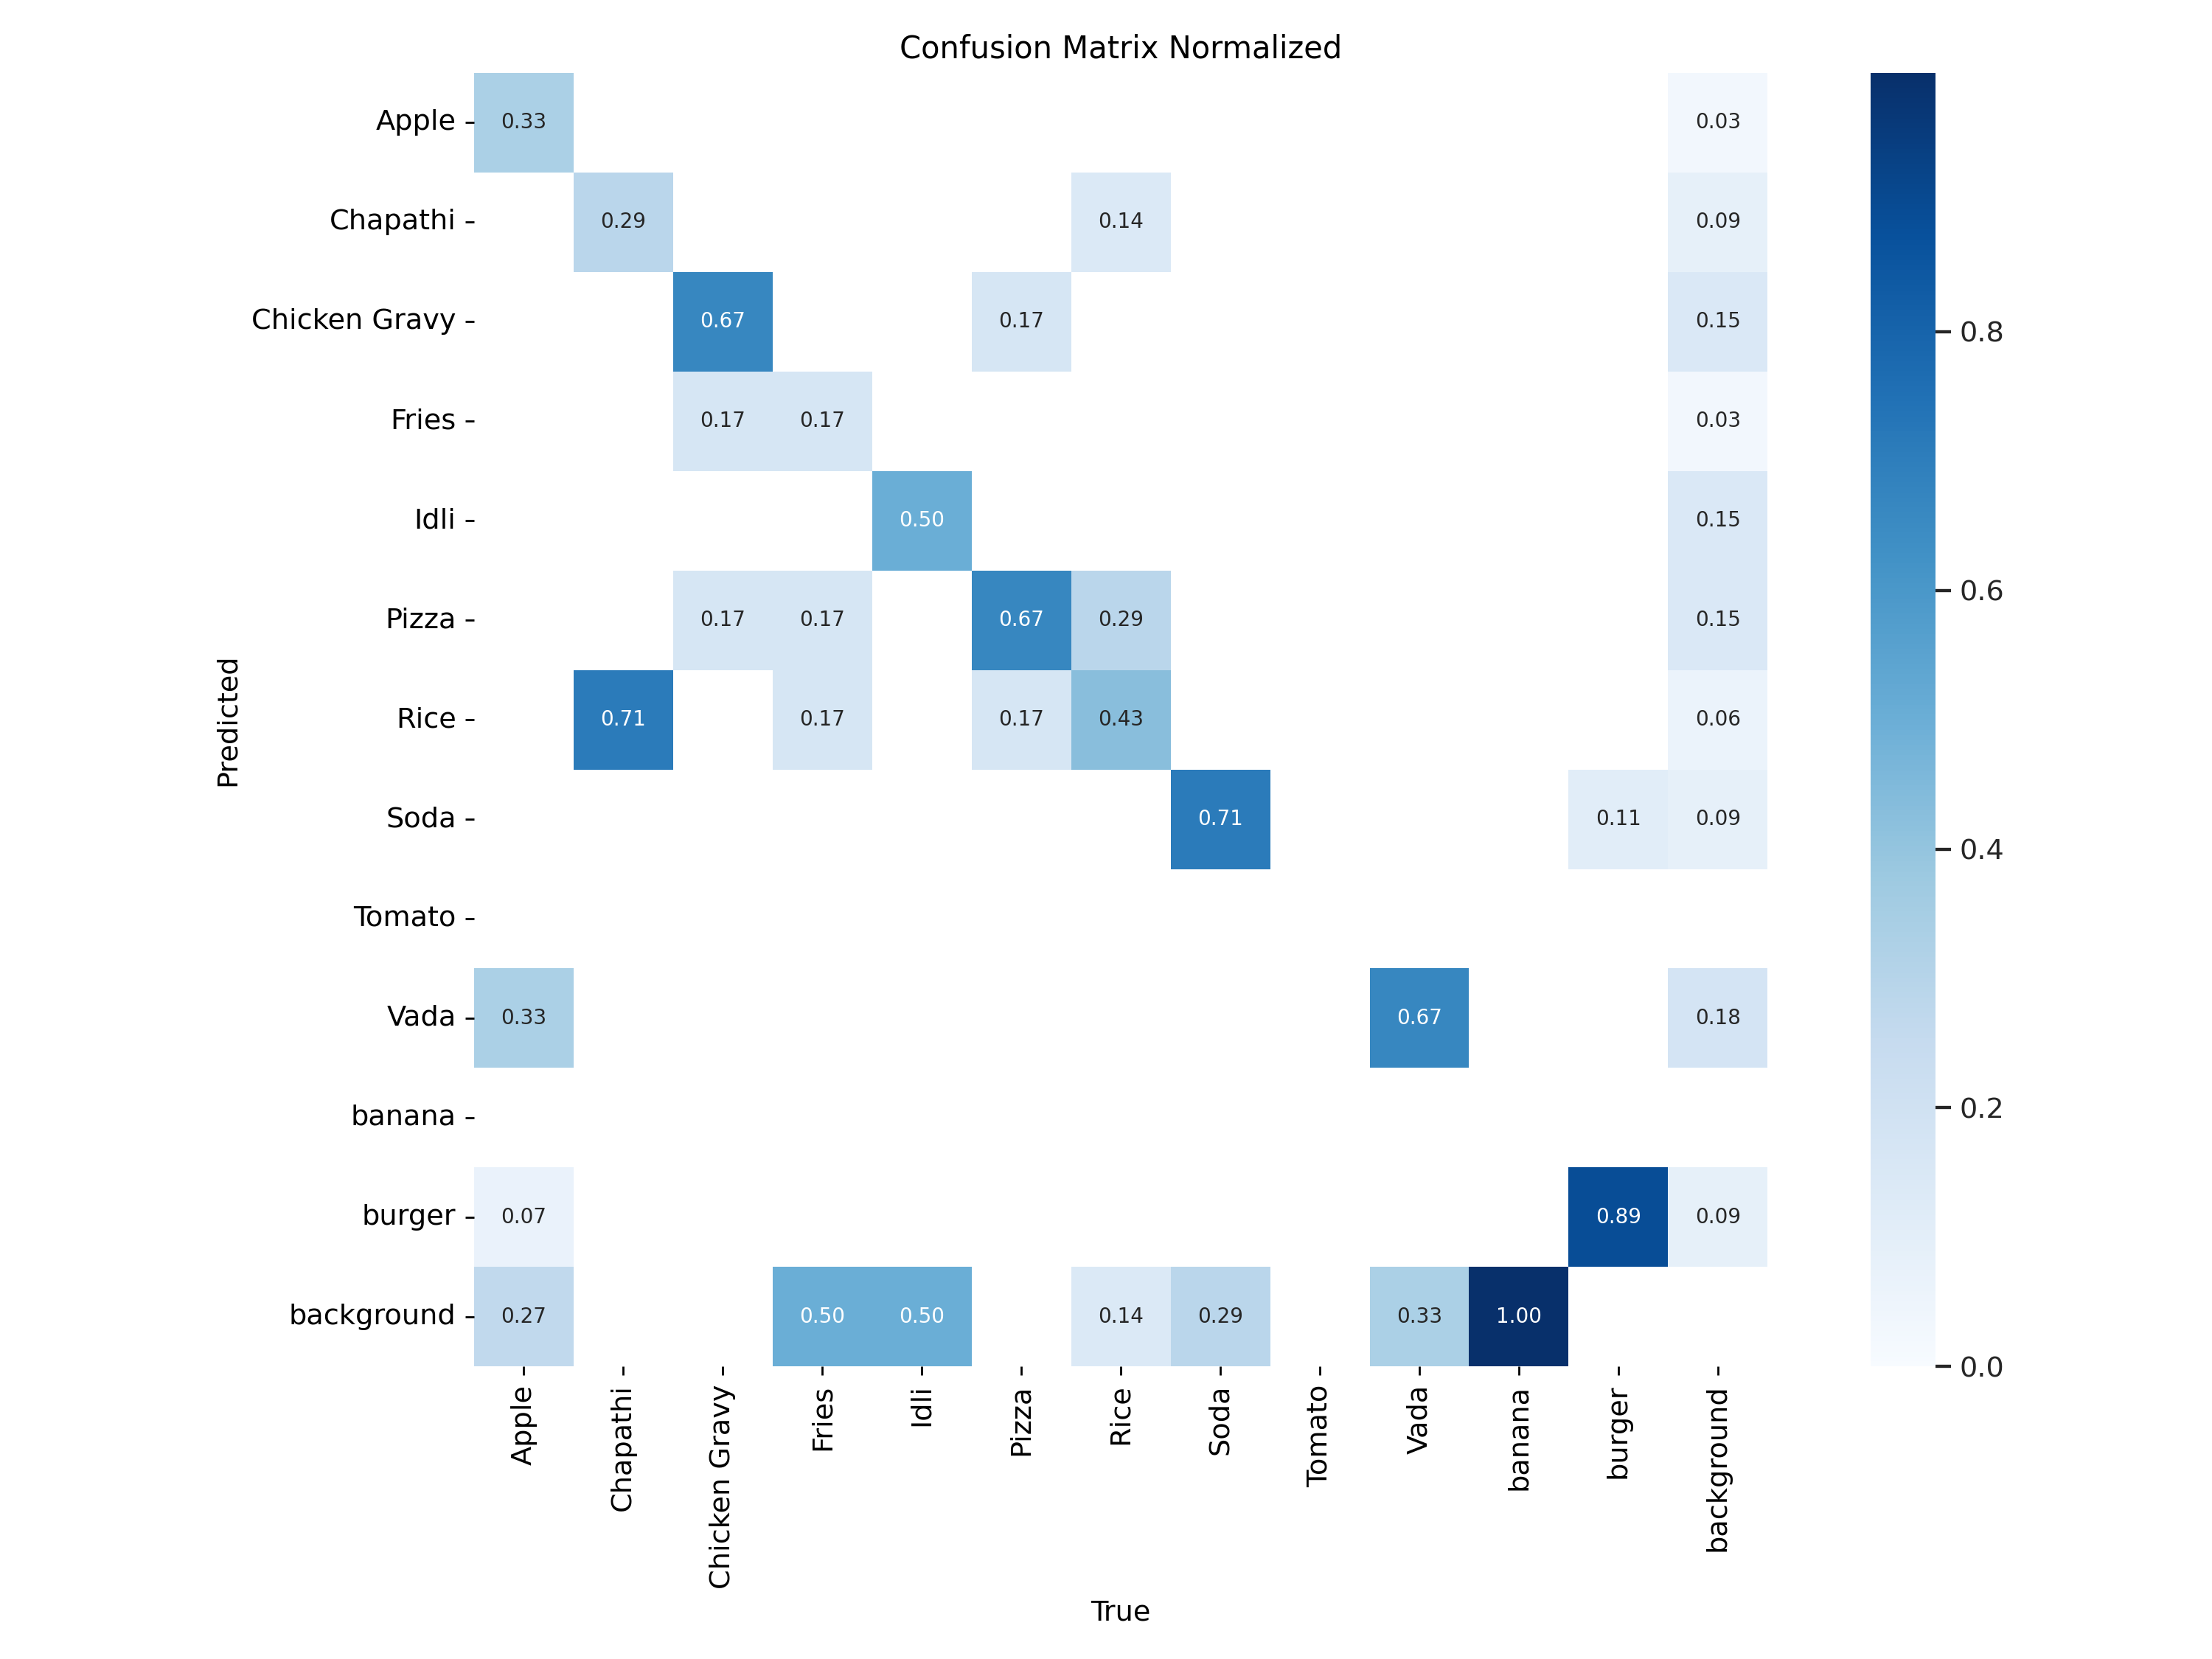 Confusion Matrix Normalized
Apple 0.33 0.03
Chapathi 0.29 0.14 0.09
Chicken Gravy 0.67 0.17 0.15
0.8
Fries 0.17 0.17 0.03
Idli 0.50 0.15
0.6
Pizza 0.17 0.17 0.67 0.29 0.15
Predicted
Rice 0.71 0.17 0.17 0.43 0.06
Soda 0.71 0.11 0.09
0.4
Tomato
Vada 0.33 0.67 0.18
banana
0.2
burger 0.07 0.89 0.09
background 0.27 0.50 0.50 0.14 0.29 0.33 1.00
0.0
Apple
Chapathi
Chicken Gravy
Fries
Idli
Pizza
Rice
Soda
Tomato
Vada
banana
burger
background
True